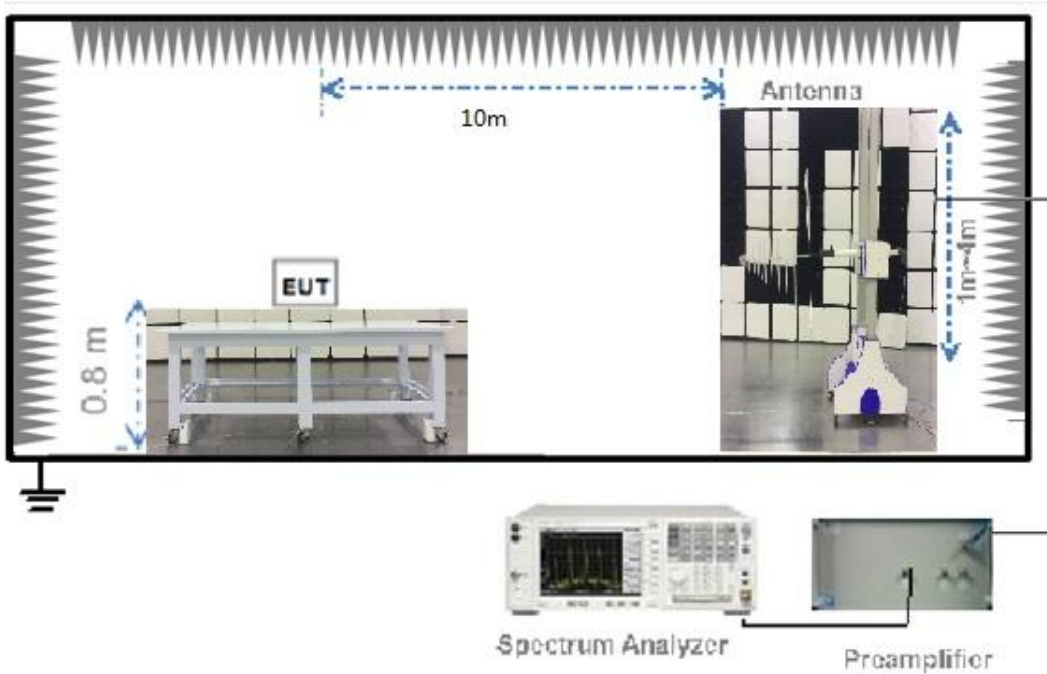 Antenna
10m
1m~4m
EUT
0.8 m
Spectrum Analyzer
Preamplifier